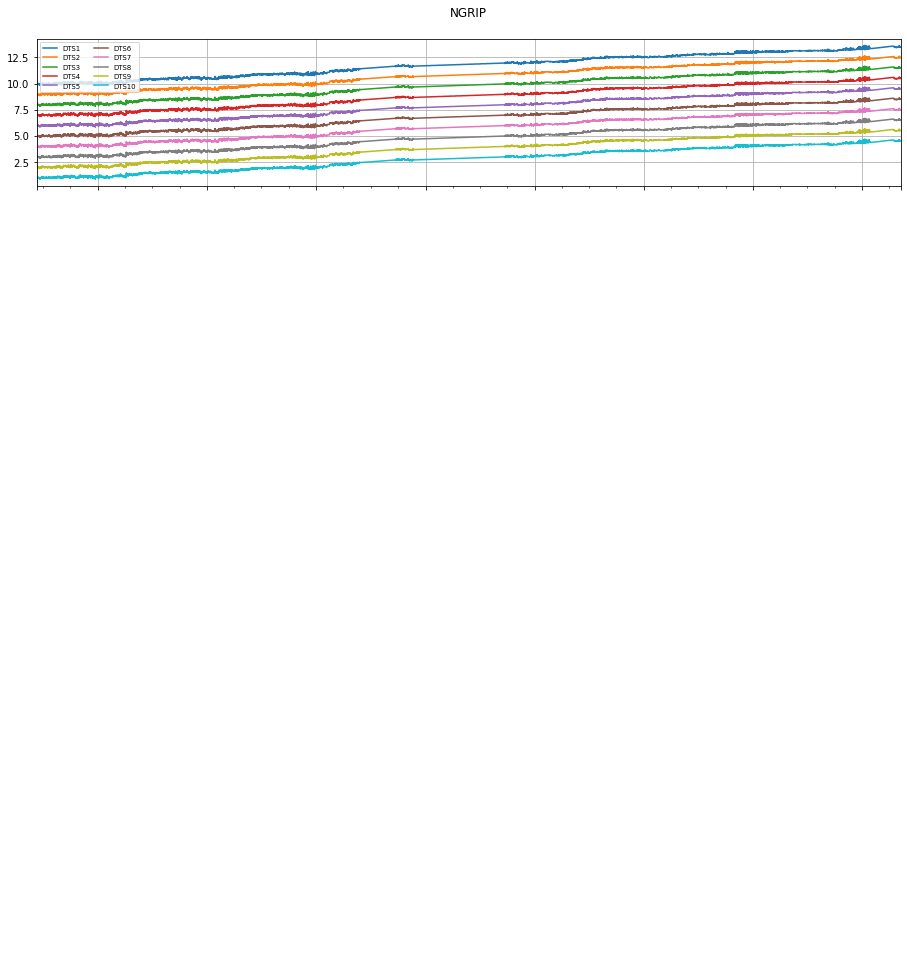 NGRIP
12.5
10.0
7.5
5.0
2.5
DTS1 DTS6
DTS2 DTS7
DTS3 DTS8
DTS4 DTS9
DTS5 DTS10